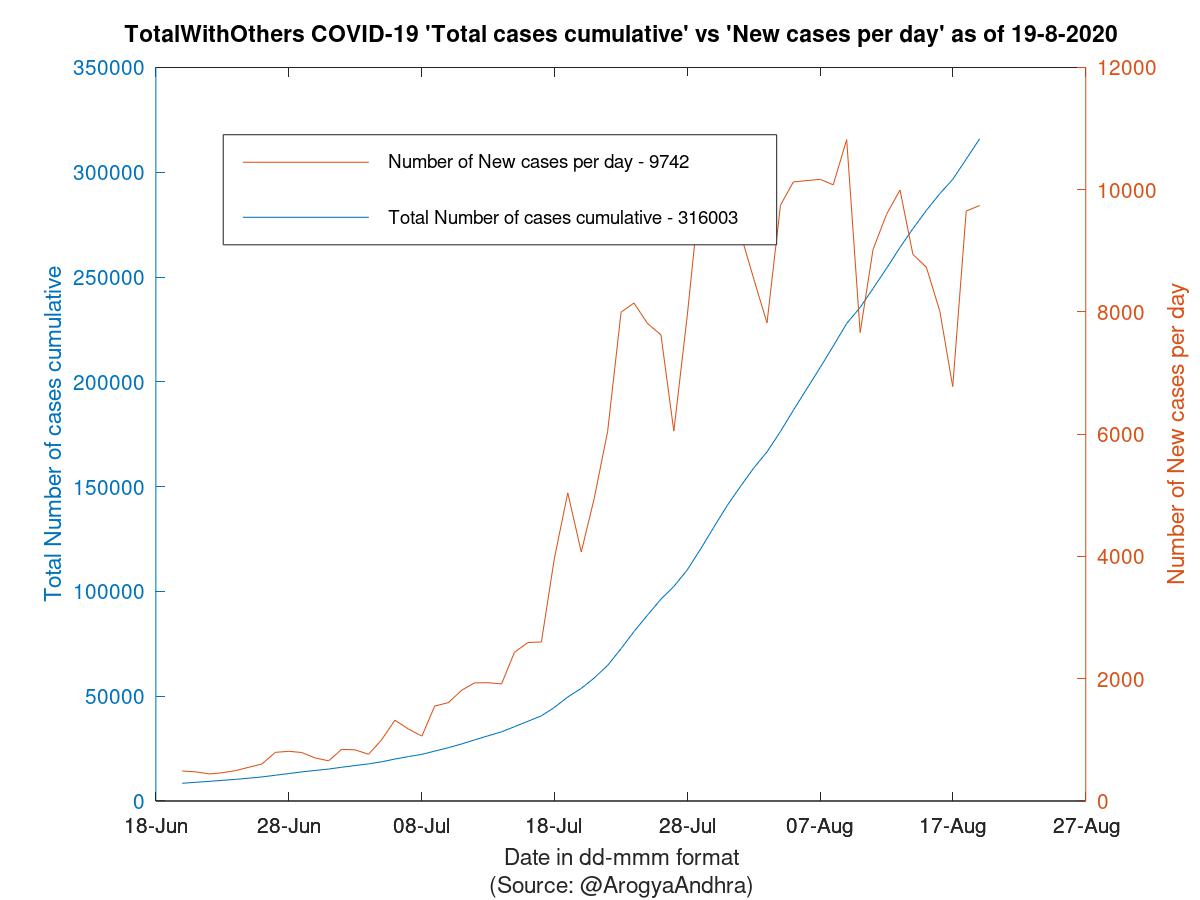 TotalWithOthers COVID-19 'Total cases cumulative' vs 'New cases per day' as of 19-8-2020
350000
300000
250000
200000
150000
100000
50000
0
Total Number of cases cumulative
Number of New cases per day - 9742
Total Number of cases cumulative - 316003
12000
10000
8000
6000
4000
2000
0
Number of New cases per day
18-Jun 28-Jun 08-Jul 18-Jul 28-Jul 07-Aug 17-Aug 27-Aug
Date in dd-mmm format
(Source: @ArogyaAndhra)